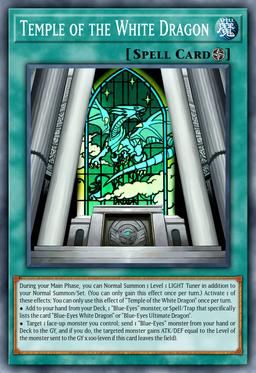 TEMPLE OF THE WHITE DRAGON
[SPELL CARD]
During your Main Phase, you can Normal Summon 1 Level 1 LIGHT Tuner in addition to
your Normal Summon/Set. (You can only gain this effect once per turn.) Activate 1 of
these effects; You can only use this effect of "Temple of the White Dragon" once per turn.
● Add to your hand from your Deck, 1 "Blue-Eyes" monster, or Spell/Trap that specifically
lists the card "Blue-Eyes White Dragon" or "Blue-Eyes Ultimate Dragon".
● Target 1 face-up monster you control; send 1 "Blue-Eyes" monster from your hand or
Deck to the GY, and if you do, the targeted monster gains ATK/DEF equal to the Level of
the monster sent to the GY x 100 (even if this card leaves the field).